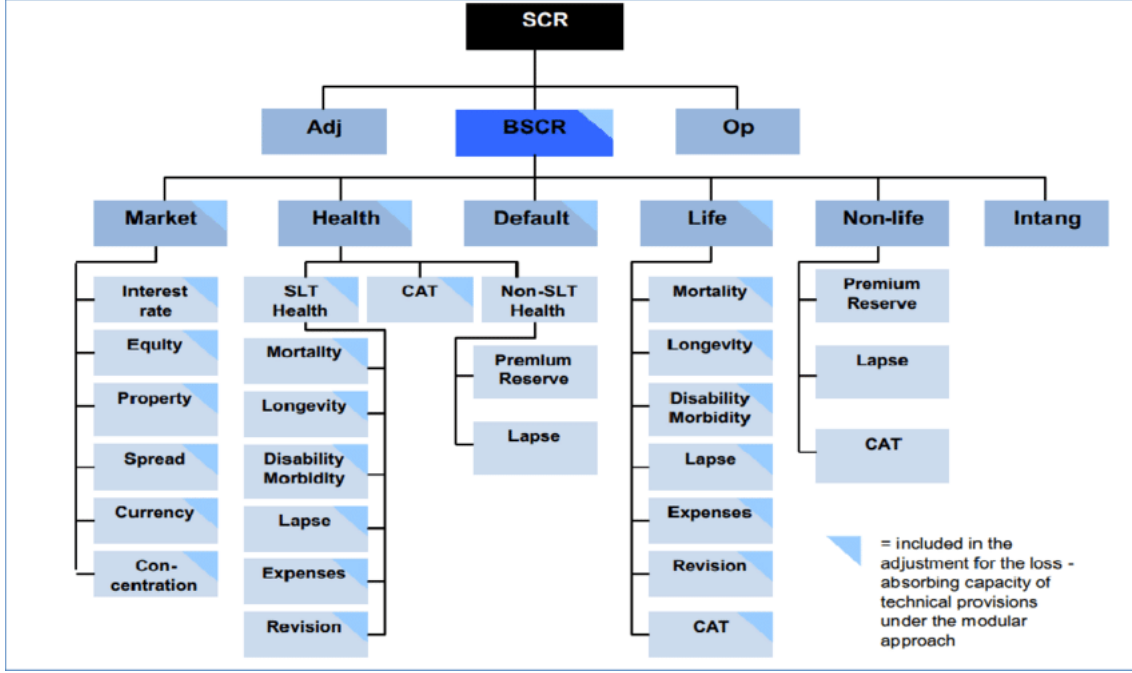 SCR
Adj
BSCR
Op
Market
Health
Default
Life
Non-life
Intang
Interest
rate
Equity
Property
Spread
Currency
Con-
centration
SLT
Health
CAT
Non-SLT
Health
Mortality
Longevity
Disability
Morbidity
Lapse
Expenses
Revision
Premium
Reserve
Lapse
Mortality
Longevity
Disability
Morbidity
Lapse
Expenses
Revision
CAT
Premium
Reserve
Lapse
CAT
= included in the
adjustment for the loss -
absorbing capacity of
technical provisions
under the modular
approach